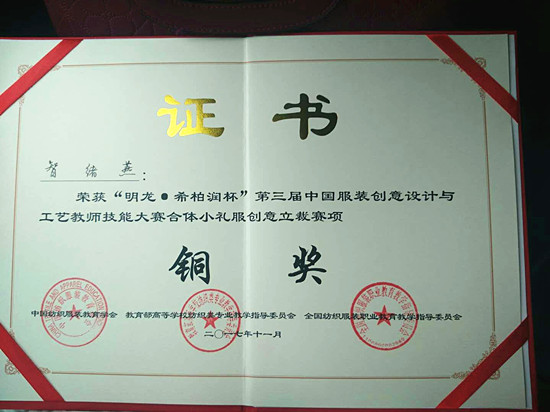 证书
智绪燕：
荣获“明龙·希柏润杯”第三届中国服装创意设计与
工艺教师技能大赛合体小礼服创意立裁赛项
铜奖
中国纺织服装教育学会 教育部高等学校纺织类专业教学指导委员会 全国纺织服装职业教育教学指导委员会
二〇一七年十一月